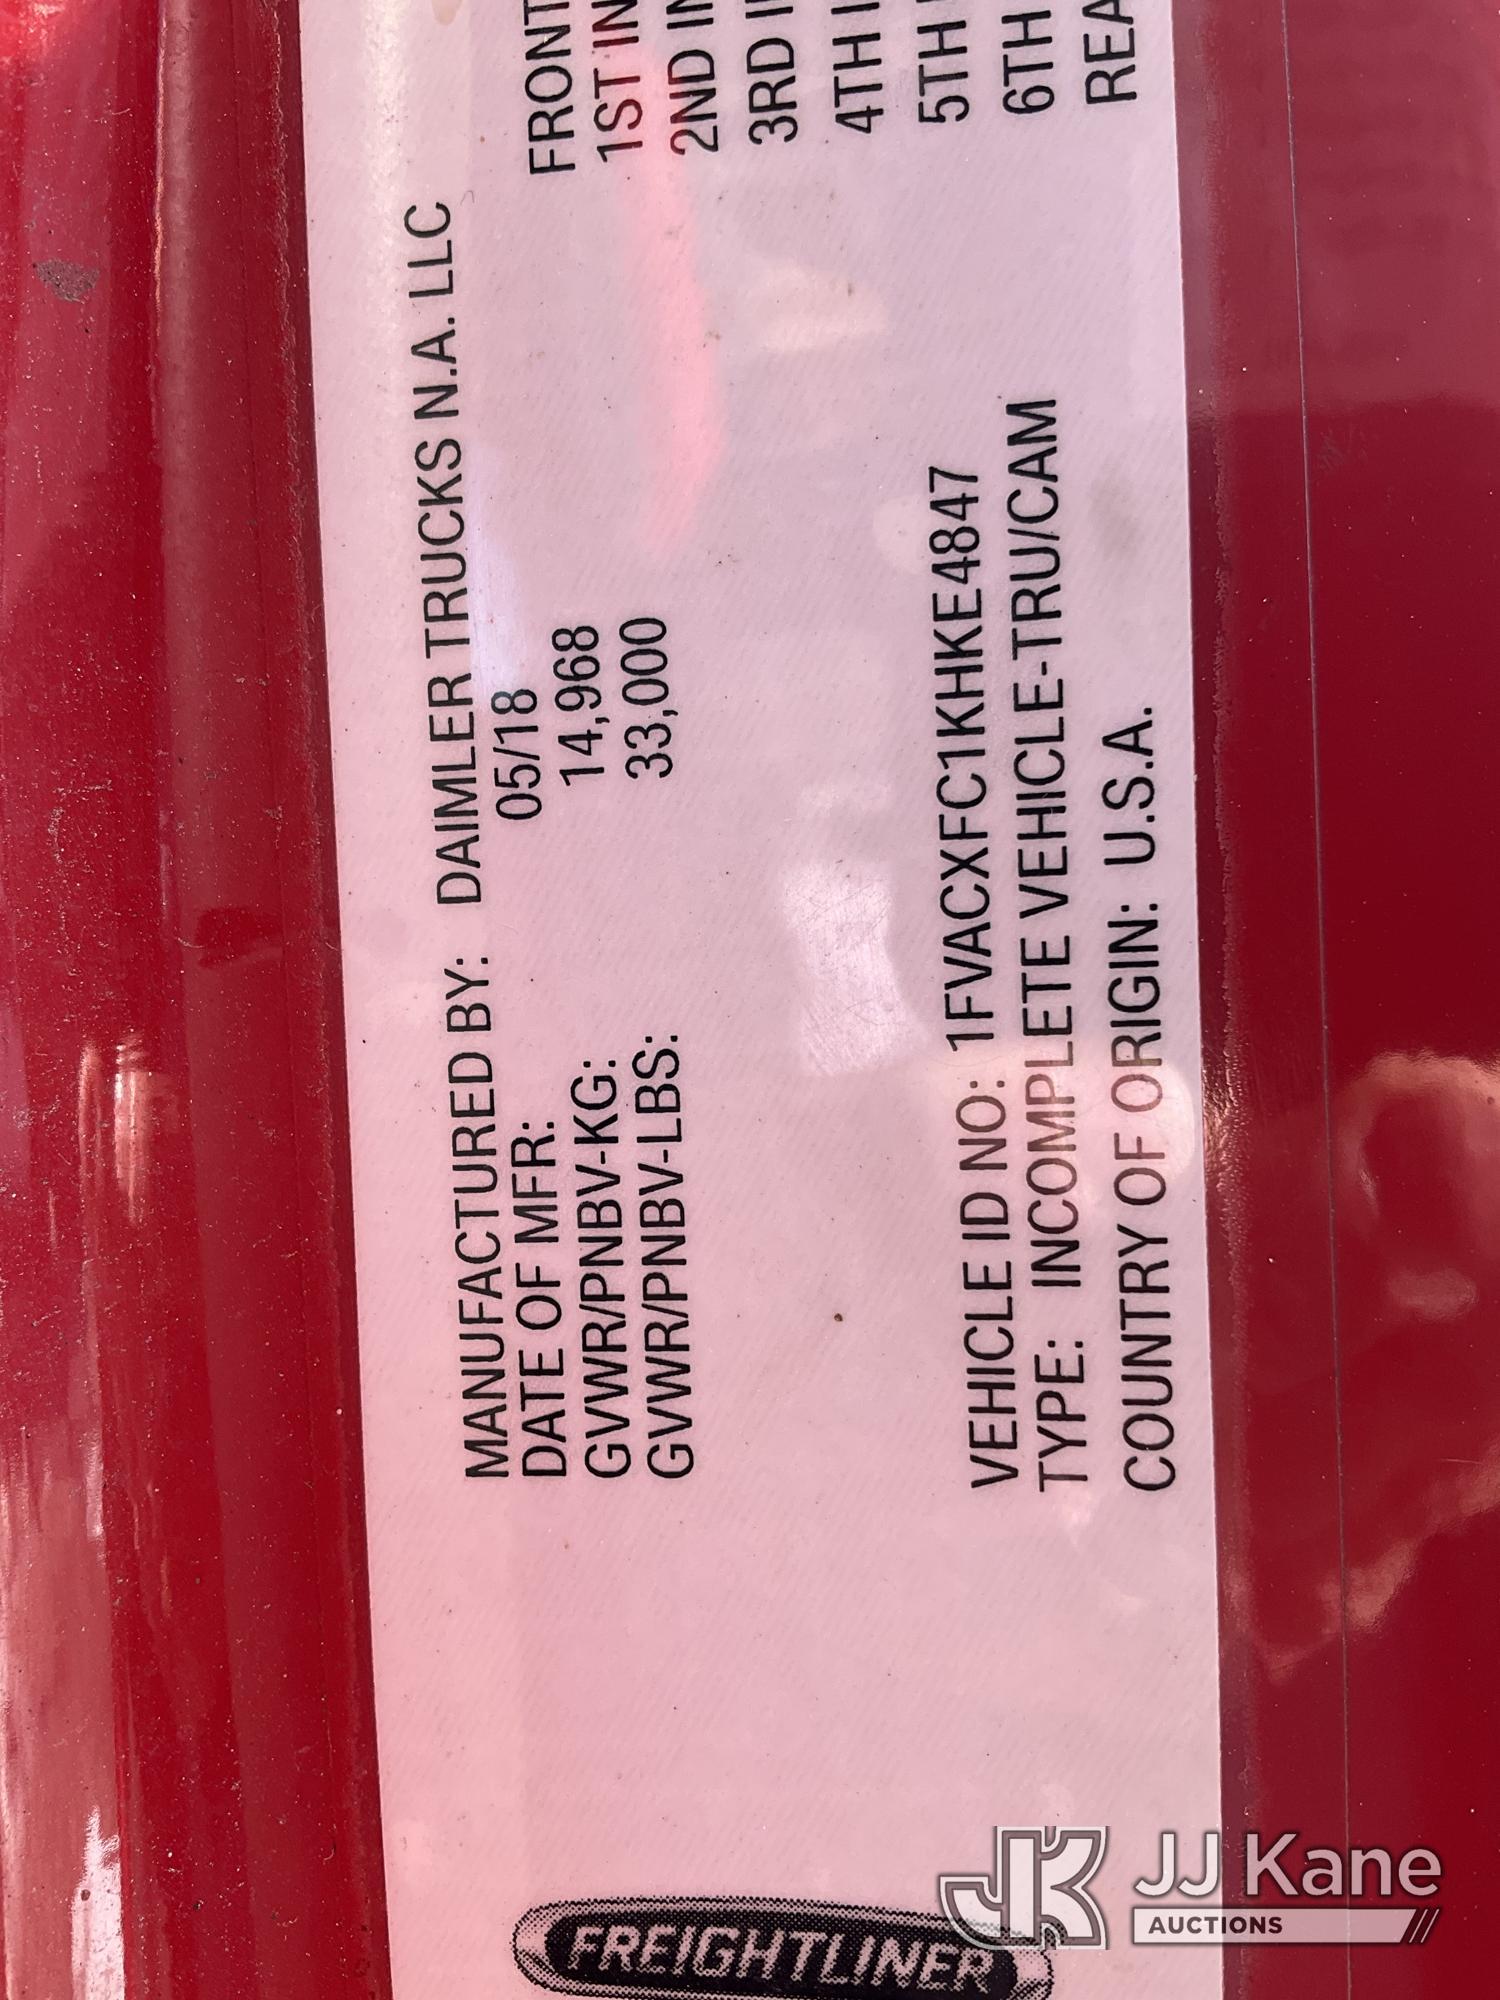 FREIGHTLINER
MANUFACTURED BY: DAIMLER TRUCKS N.A. LLC
DATE OF MFR: 05/18
GVWR/PNBV-KG: 14,968
GVWR/PNBV-LBS: 33,000
VEHICLE ID NO: 1FVACXFC1KHKE4847
TYPE: INCOMPLETE VEHICLE-TRU/CAM
COUNTRY OF ORIGIN: U.S.A.
FRONT
1ST IN
2ND IN
3RD I
4TH I
5TH
6TH
REA
JK JJ Kane
AUCTIONS